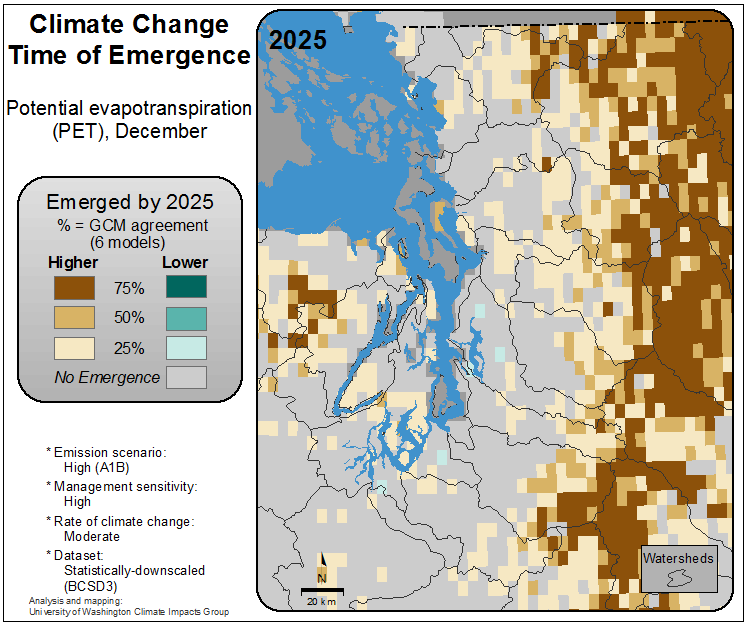 Climate Change
Time of Emergence
Potential evapotranspiration
(PET), December
Emerged by 2025
% = GCM agreement
(6 models)
Higher Lower
75%
50%
25%
No Emergence
* Emission scenario:
High (A1B)
* Management sensitivity:
High
* Rate of climate change:
Moderate
* Dataset:
Statistically-downscaled
(BCSD3)
Analysis and mapping:
University of Washington Climate Impacts Group
2025
N
20 km
Watersheds